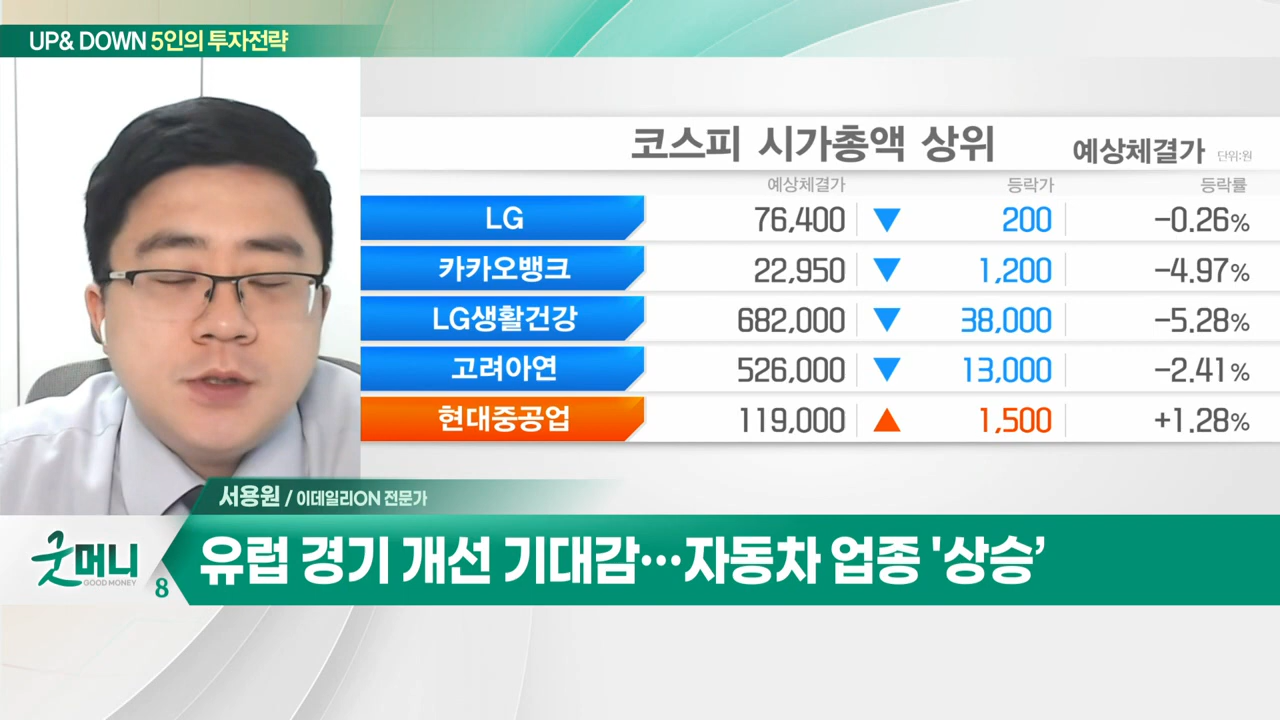 UP& DOWN 5인의 투자전략
코스피 시가총액 상위 예상체결가 단위:원
예상체결가 등락가 등락률
LG 76,400 ▼ 200 -0.26%
카카오뱅크 22,950 ▼ 1,200 -4.97%
LG생활건강 682,000 ▼ 38,000 -5.28%
고려아연 526,000 ▼ 13,000 -2.41%
현대중공업 119,000 ▲ 1,500 +1.28%
서용원 / 이데일리ON 전문가
굿머니
GOOD MONEY
8
유럽 경기 개선 기대감…자동차 업종 '상승'